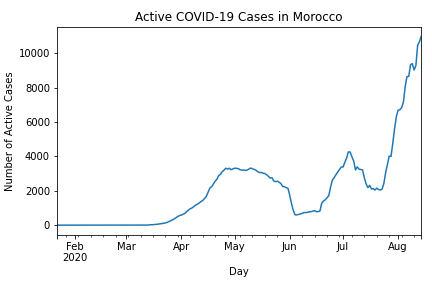 Active COVID-19 Cases in Morocco
Number of Active Cases
10000
8000
6000
4000
2000
0
Feb Mar Apr May Jun Jul Aug
2020
Day